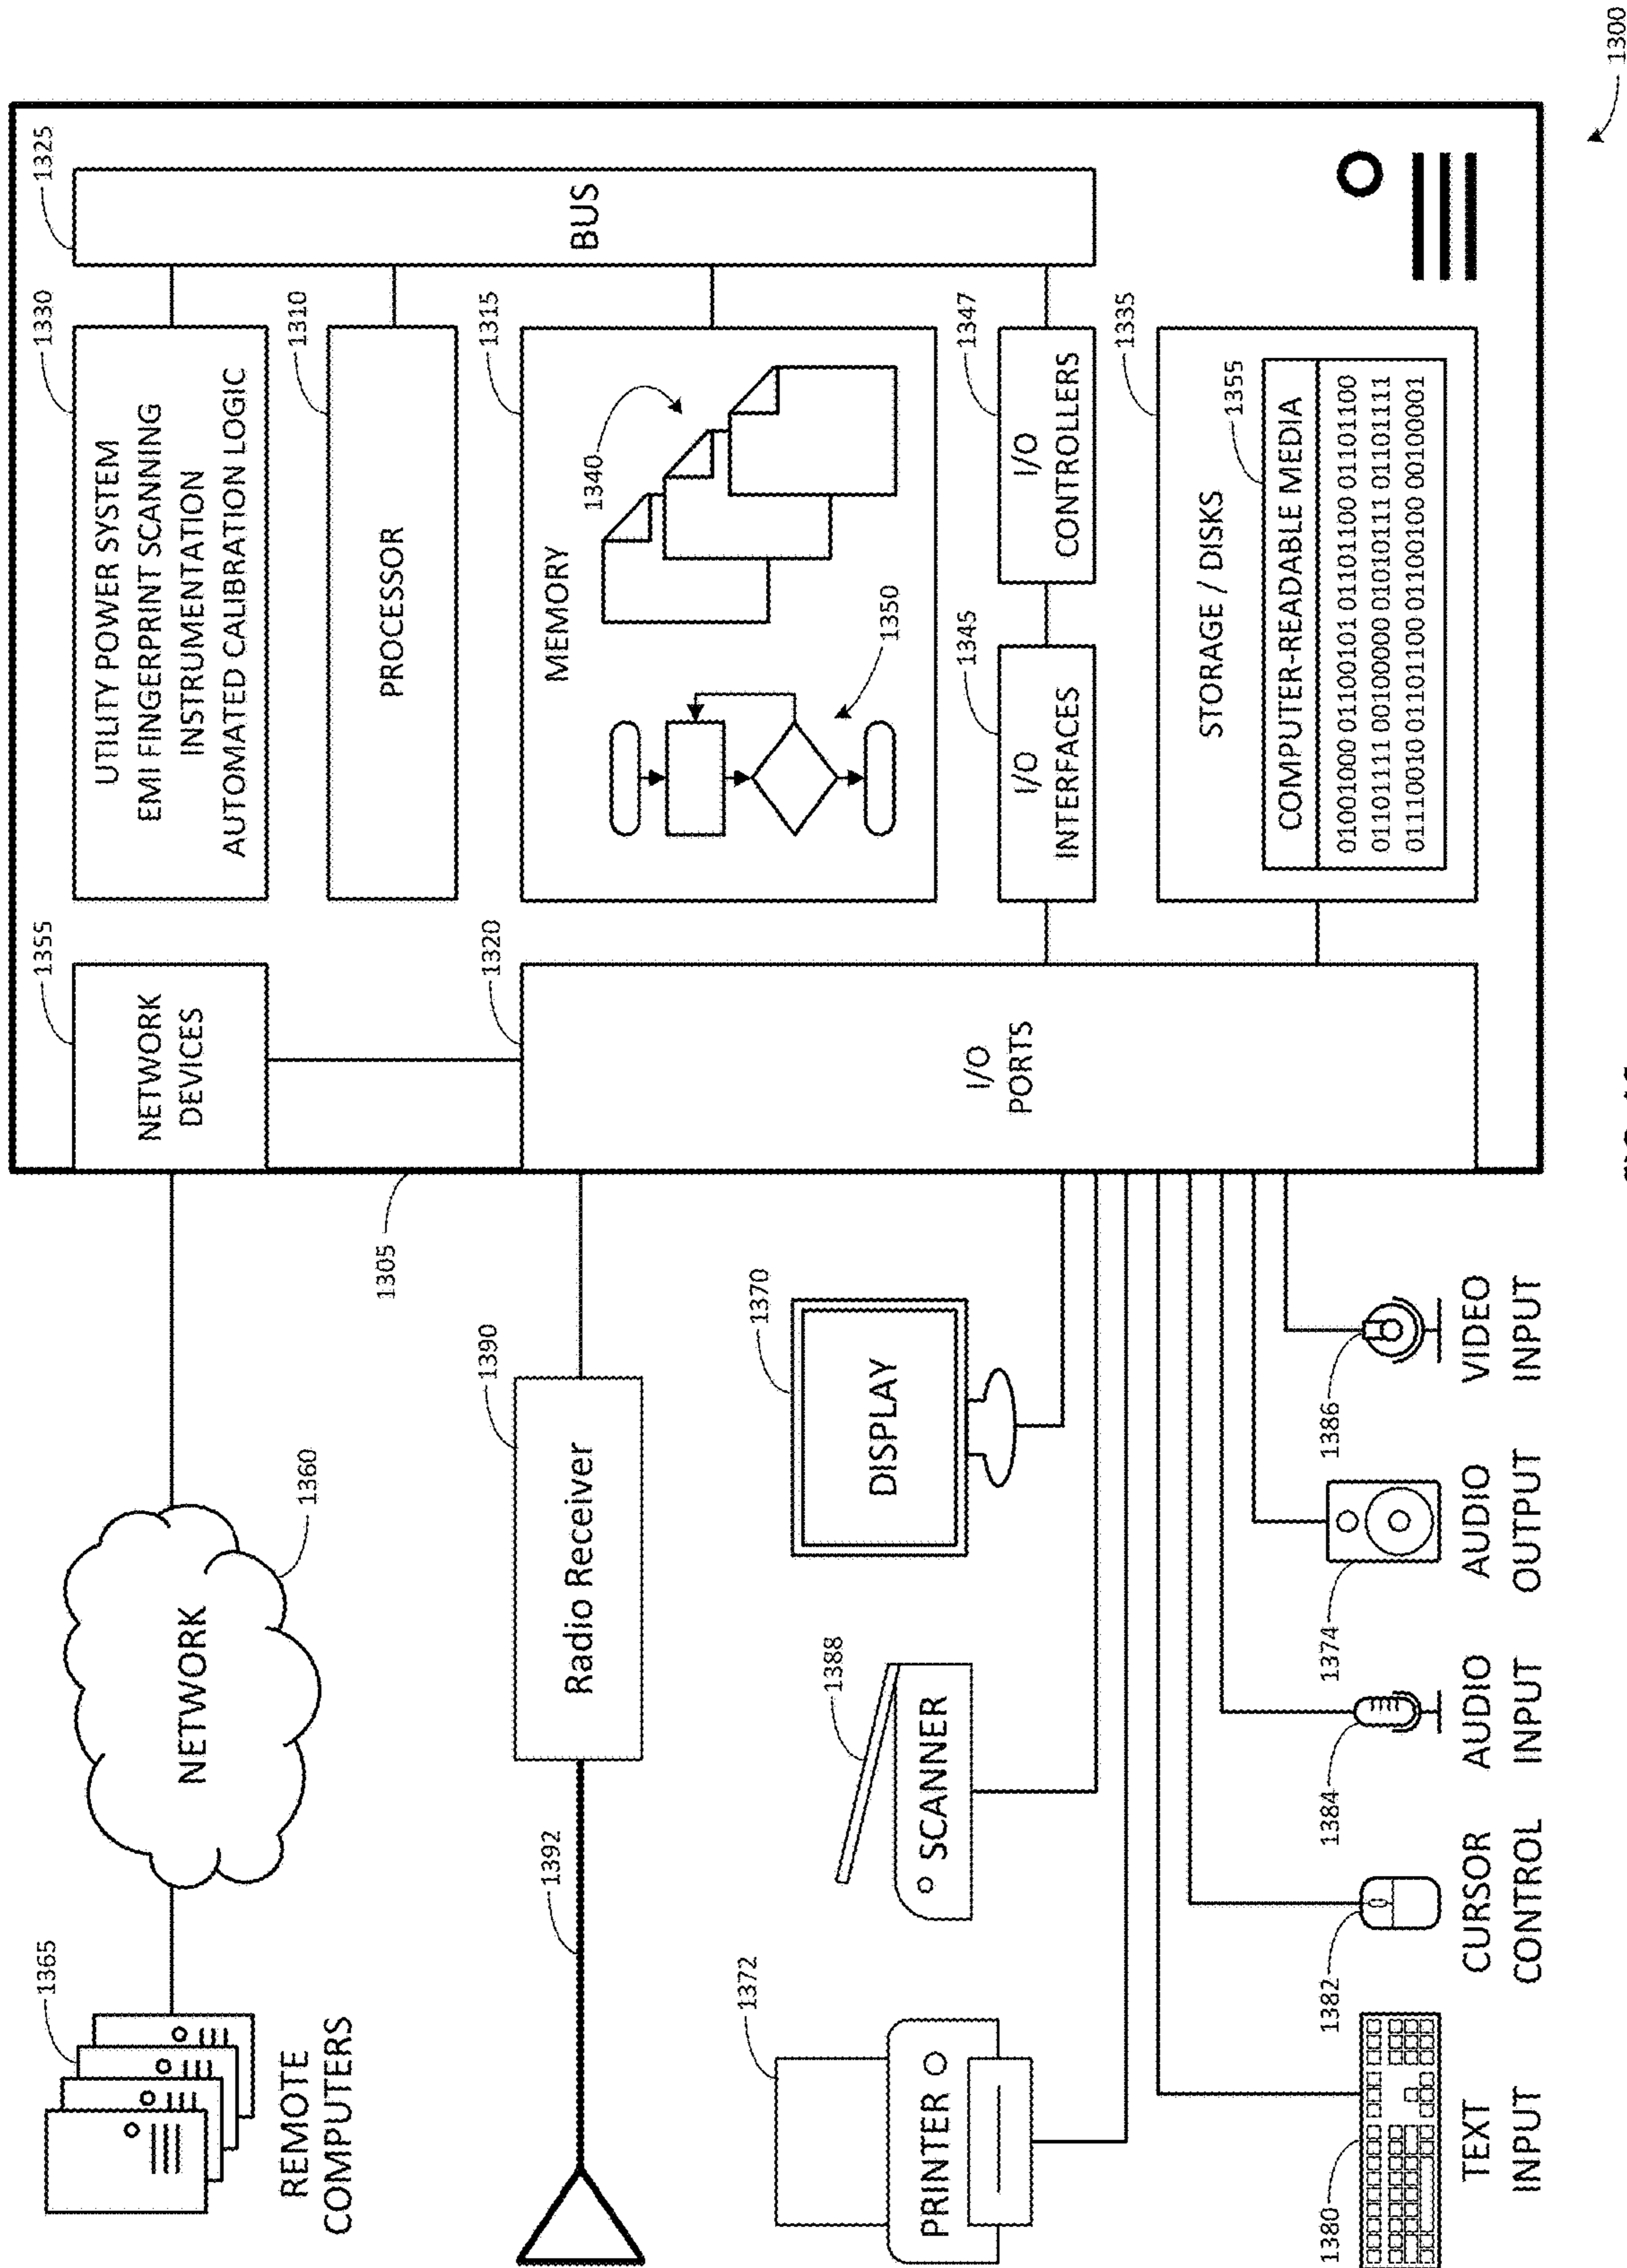 1365
REMOTE
COMPUTERS
NETWORK
1360
1355
NETWORK
DEVICES
1330
UTILITY POWER SYSTEM
EMI FINGERPRINT SCANNING
INSTRUMENTATION
AUTOMATED CALIBRATION LOGIC
1325
BUS
1305
1310
PROCESSOR
1392
1390
Radio Receiver
1320
I/O
PORTS
1315
MEMORY
1340
1350
1372
PRINTER
1388
SCANNER
1370
DISPLAY
1345
I/O
INTERFACES
1347
I/O
CONTROLLERS
1335
STORAGE / DISKS
1355
COMPUTER-READABLE MEDIA
01001000 01100101 01101100 01101100
01101111 00100000 01010111 01101111
01110010 01101100 01100100 00100001
1380
TEXT
INPUT
1382
CURSOR
CONTROL
1384
AUDIO
INPUT
1374
AUDIO
OUTPUT
1386
VIDEO
INPUT
1300